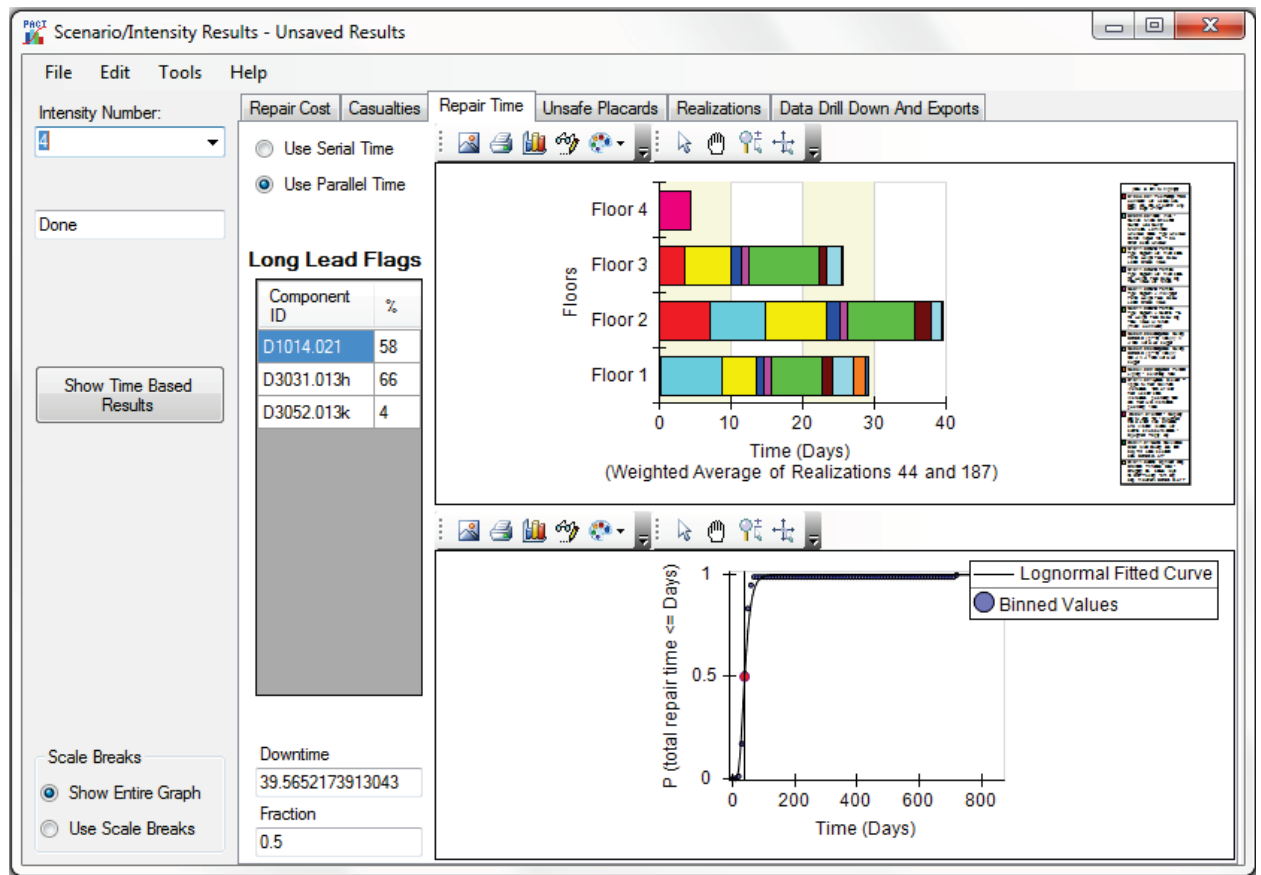 PACT
Scenario/Intensity Results - Unsaved Results
File Edit Tools Help
Intensity Number:
4
Done
Show Time Based
Results
Scale Breaks
Show Entire Graph
Use Scale Breaks
Repair Cost Casualties Repair Time Unsafe Placards Realizations Data Drill Down And Exports
Use Serial Time
Use Parallel Time
Long Lead Flags
Component
ID %
D1014.021 58
D3031.013h 66
D3052.013k 4
Downtime
39.5652173913043
Fraction
0.5
Floors
Floor 4
Floor 3
Floor 2
Floor 1
0 10 20 30 40
Time (Days)
(Weighted Average of Realizations 44 and 187)
P (total repair time <= Days)
1
0.5
0
0 200 400 600 800
Time (Days)
Lognormal Fitted Curve
Binned Values